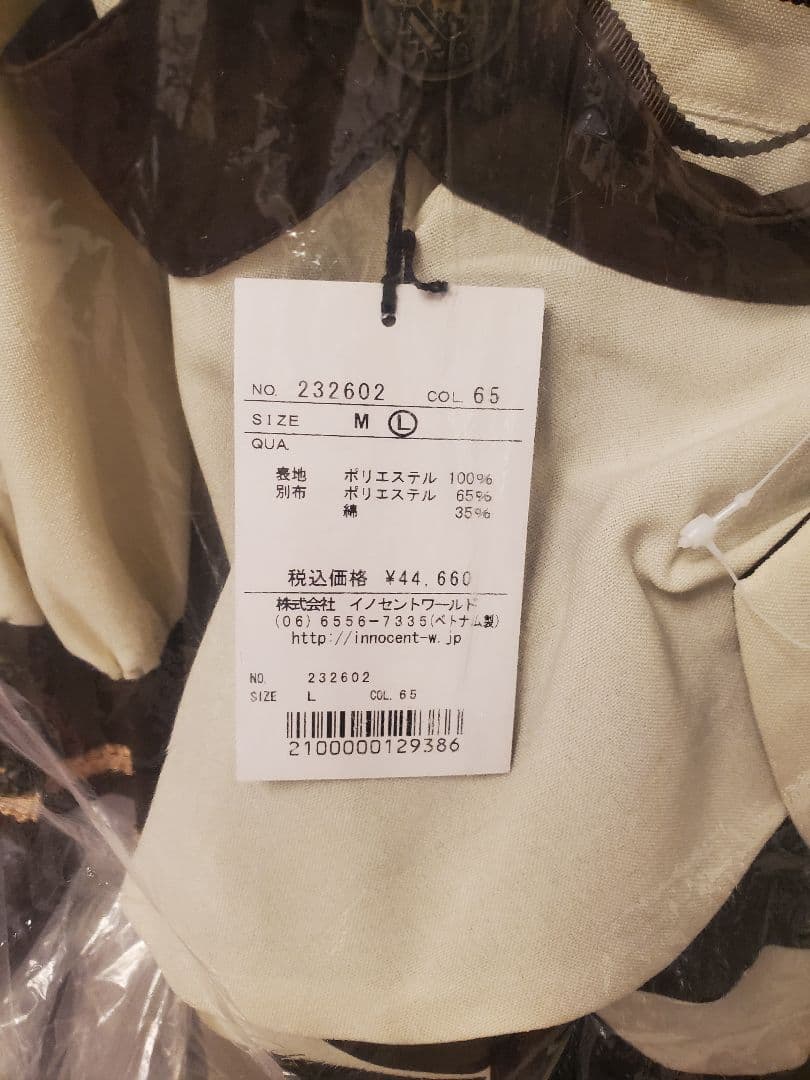 NO. 232602 COL. 65
SIZE M L
QUA.
表地 ポリエステル 100%
別布 ポリエステル 65%
綿 35%
税込価格 ¥44,660
株式会社 イノセントワールド
(06) 6556-7335(ベトナム製)
http://innocent-w.jp
NO. 232602
SIZE L COL. 65
2100000129386